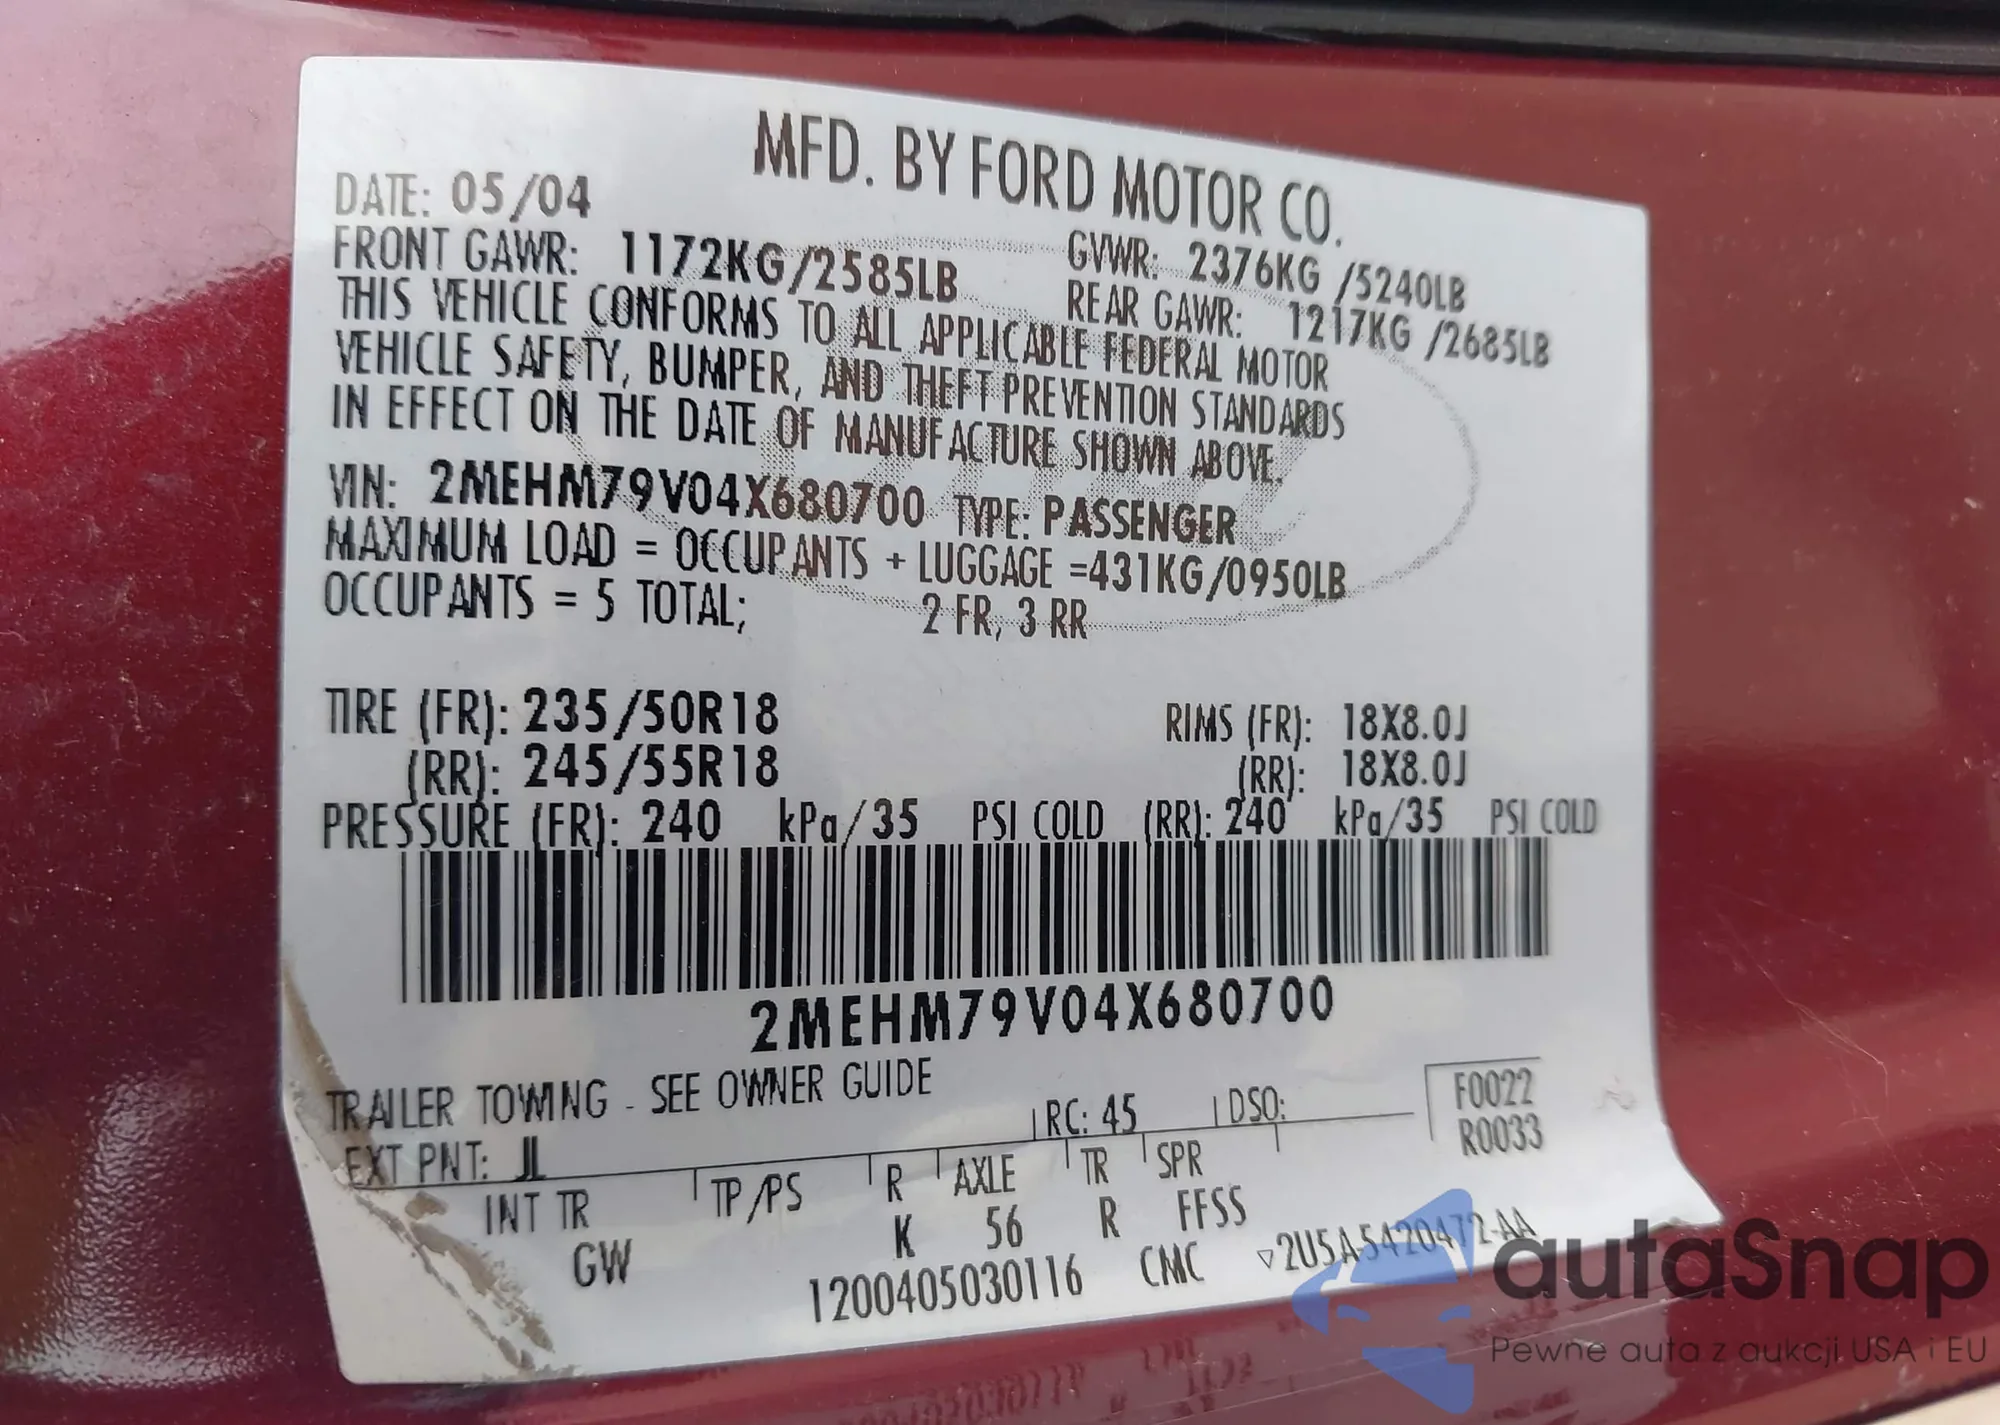 MFD. BY FORD MOTOR CO.
DATE: 05/04
GVWR: 2376KG /5240LB
FRONT GAWR: 1172KG/2585LB
REAR GAWR: 1217KG /2685LB
THIS VEHICLE CONFORMS TO ALL APPLICABLE FEDERAL MOTOR
VEHICLE SAFETY, BUMPER, AND THEFT PREVENTION STANDARDS
IN EFFECT ON THE DATE OF MANUFACTURE SHOWN ABOVE.
VIN: 2MEHM79V04X680700 TYPE: PASSENGER
MAXIMUM LOAD = OCCUPANTS + LUGGAGE =431KG/0950LB
OCCUPANTS = 5 TOTAL; 2 FR, 3 RR
TIRE (FR): 235/50R18 RIMS (FR): 18X8.0J
(RR): 245/55R18 (RR): 18X8.0J
PRESSURE (FR): 240 kPa/35 PSI COLD (RR): 240 kPa/35 PSI COLD
2MEHM79V04X680700
TRAILER TOWING - SEE OWNER GUIDE
EXT PNT: JL RC: 45 DSO: F0022
R0033
INT TR TP/PS R AXLE TR SPR
GW K 56 R FFSS
1200405030116 CMC ▽2U5A-5420472-AA
autaSnap
Pewne auta z aukcji USA i EU